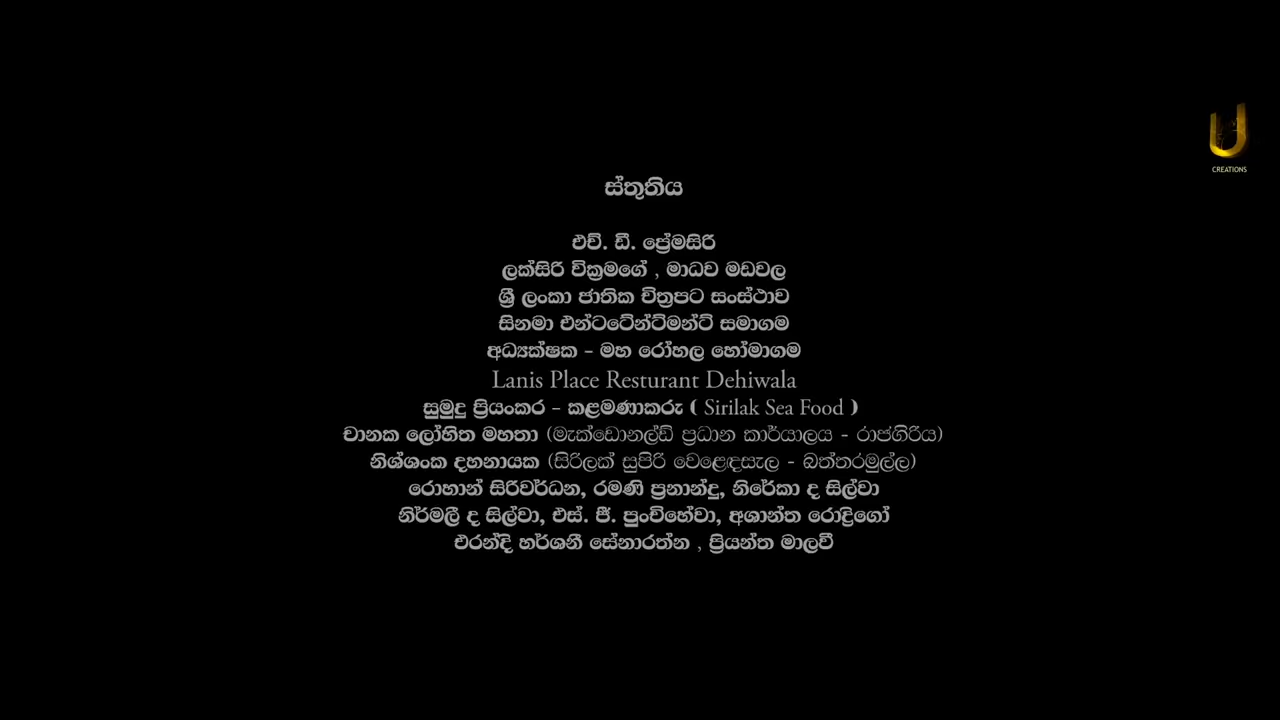 ස්තුතිය
එච්. ඩී. ප්‍රේමසිරි
ලක්සිරි වික්‍රමගේ , මාධව මඩවල
ශ්‍රී ලංකා ජාතික චිත්‍රපට සංස්ථාව
සිනමා එන්ටටේන්ට්මන්ට් සමාගම
අධ්‍යක්ෂක - මහ රෝහල හෝමාගම
Lanis Place Resturant Dehiwala
සුමුදු ප්‍රියංකර - කළමණාකරු ( Sirilak Sea Food )
චානක ලෝහිත මහතා (මැක්ඩොනල්ඩ් ප්‍රධාන කාර්යාලය - රාජගිරිය)
නිශ්ශංක දහනායක (සිරිලක් සුපිරි වෙළෙඳසැල - බත්තරමුල්ල)
රොහාන් සිරිවර්ධන, රමණි ප්‍රනාන්දු, නිරේකා ද සිල්වා
නිර්මලී ද සිල්වා, එස්. ජී. පුංචිහේවා, අශාන්ත රොද්‍රිගෝ
එරන්දි හර්ශනී සේනාරත්න , ප්‍රියන්ත මාලවී
U
CREATIONS